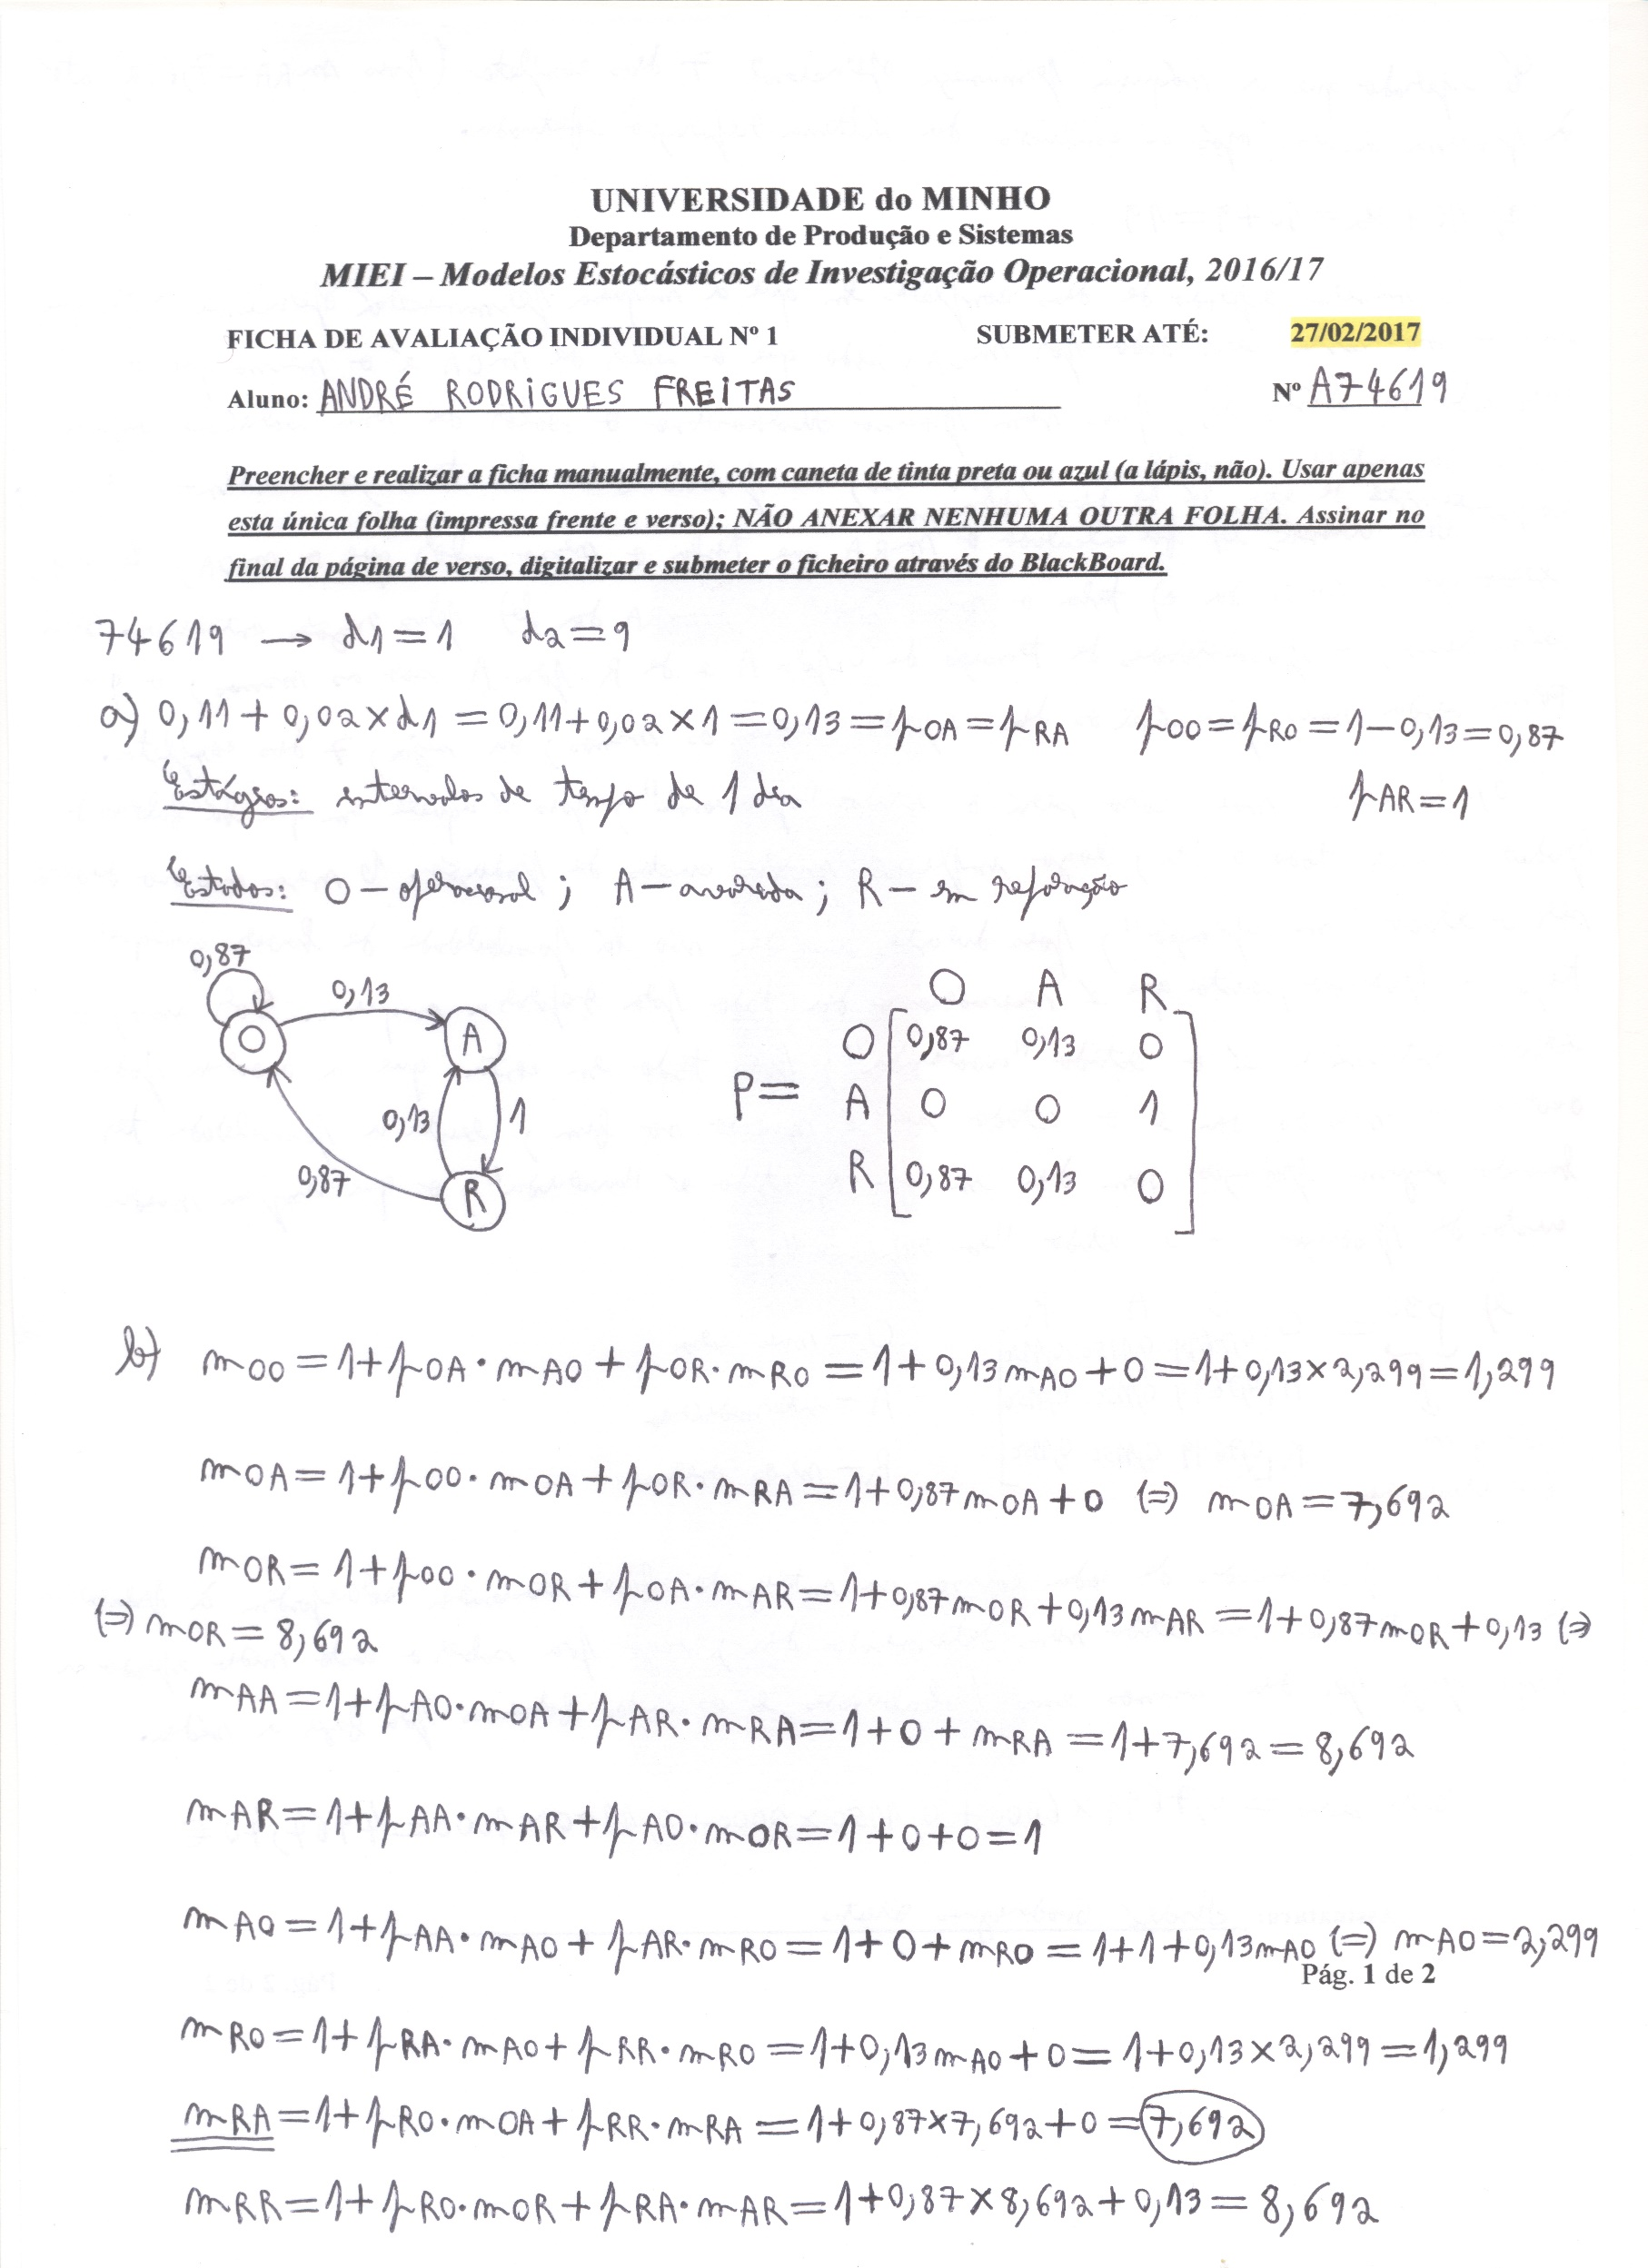 UNIVERSIDADE do MINHO
Departamento de Produção e Sistemas
MIEI – Modelos Estocásticos de Investigação Operacional, 2016/17
FICHA DE AVALIAÇÃO INDIVIDUAL Nº 1 SUBMETER ATÉ: 27/02/2017
Aluno: ANDRÉ RODRIGUES FREITAS Nº A74619
Preencher e realizar a ficha manualmente, com caneta de tinta preta ou azul (a lápis, não). Usar apenas
esta única folha (impressa frente e verso); NÃO ANEXAR NENHUMA OUTRA FOLHA. Assinar no
final da página de verso, digitalizar e submeter o ficheiro através do BlackBoard.
74619 → d1=1 d2=9
a) 0,11+0,02×d1=0,11+0,02×1=0,13=pOA=pRA pOO=pRO=1-0,13=0,87
Estágios: intervalos de tempo de 1 dia pAR=1
Estados: O - operacional; A - avariada; R - em reparação
0,87
0,13
O A
0,13 1
0,87
R
O A R
O 0,87 0,13 0
P= A 0 0 1
R 0,87 0,13 0
b) mOO=1+pOA·mAO+pOR·mRO=1+0,13mAO+0=1+0,13×2,299=1,299
mOA=1+pOO·mOA+pOR·mRA=1+0,87mOA+0 (=) mOA=7,692
mOR=1+pOO·mOR+pOA·mAR=1+0,87mOR+0,13mAR=1+0,87mOR+0,13 (=)
(=) mOR=8,692
mAA=1+pAO·mOA+pAR·mRA=1+0+mRA=1+7,692=8,692
mAR=1+pAA·mAR+pAO·mOR=1+0+0=1
mAO=1+pAA·mAO+pAR·mRO=1+0+mRO=1+1+0,13mAO (=) mAO=2,299
Pág. 1 de 2
mRO=1+pRA·mAO+pRR·mRO=1+0,13mAO+0=1+0,13×2,299=1,299
mRA=1+pRO·mOA+pRR·mRA=1+0,87×7,692+0=7,692
mRR=1+pRO·mOR+pRA·mAR=1+0,87×8,692+0,13=8,692